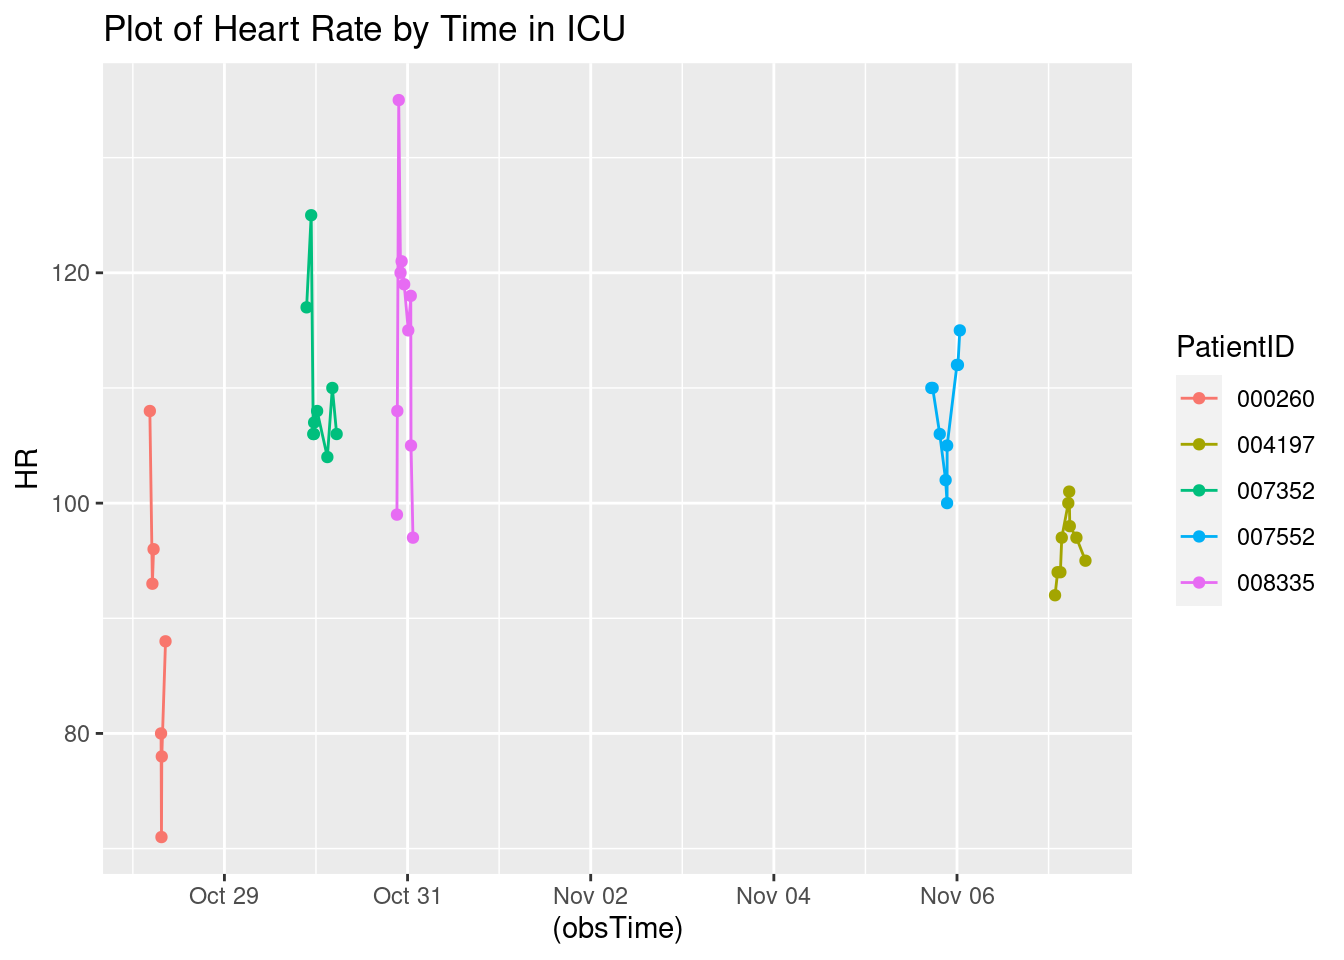 Plot of Heart Rate by Time in ICU
HR
120
100
80
Oct 29
Oct 31
Nov 02
Nov 04
Nov 06
(obsTime)
PatientID
000260
004197
007352
007552
008335